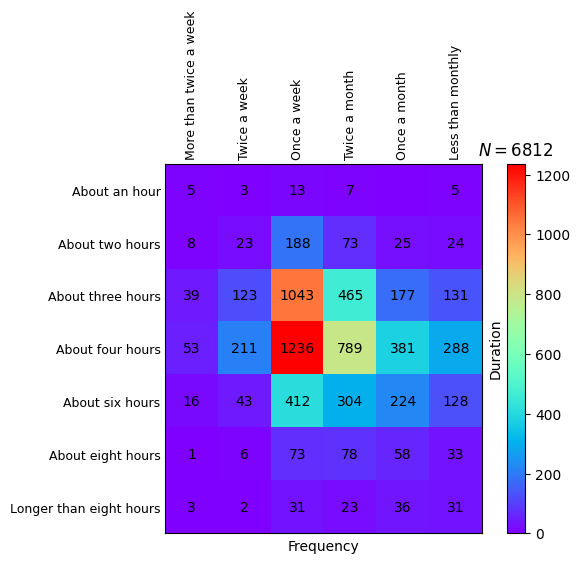 More than twice a week
Twice a week
Once a week
Twice a month
Once a month
Less than monthly
N = 6812
About an hour 5 3 13 7 5
About two hours 8 23 188 73 25 24
About three hours 39 123 1043 465 177 131
About four hours 53 211 1236 789 381 288
About six hours 16 43 412 304 224 128
About eight hours 1 6 73 78 58 33
Longer than eight hours 3 2 31 23 36 31
Frequency
Duration
1200
1000
800
600
400
200
0